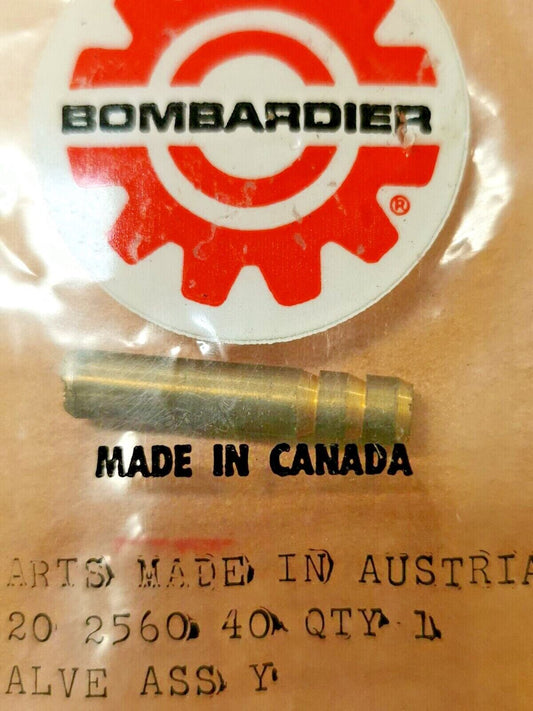 BOMBARDIER
®
MADE IN CANADA
ARTS MADE IN AUSTRIA
20 2560 40 QTY 1
ALVE ASS Y